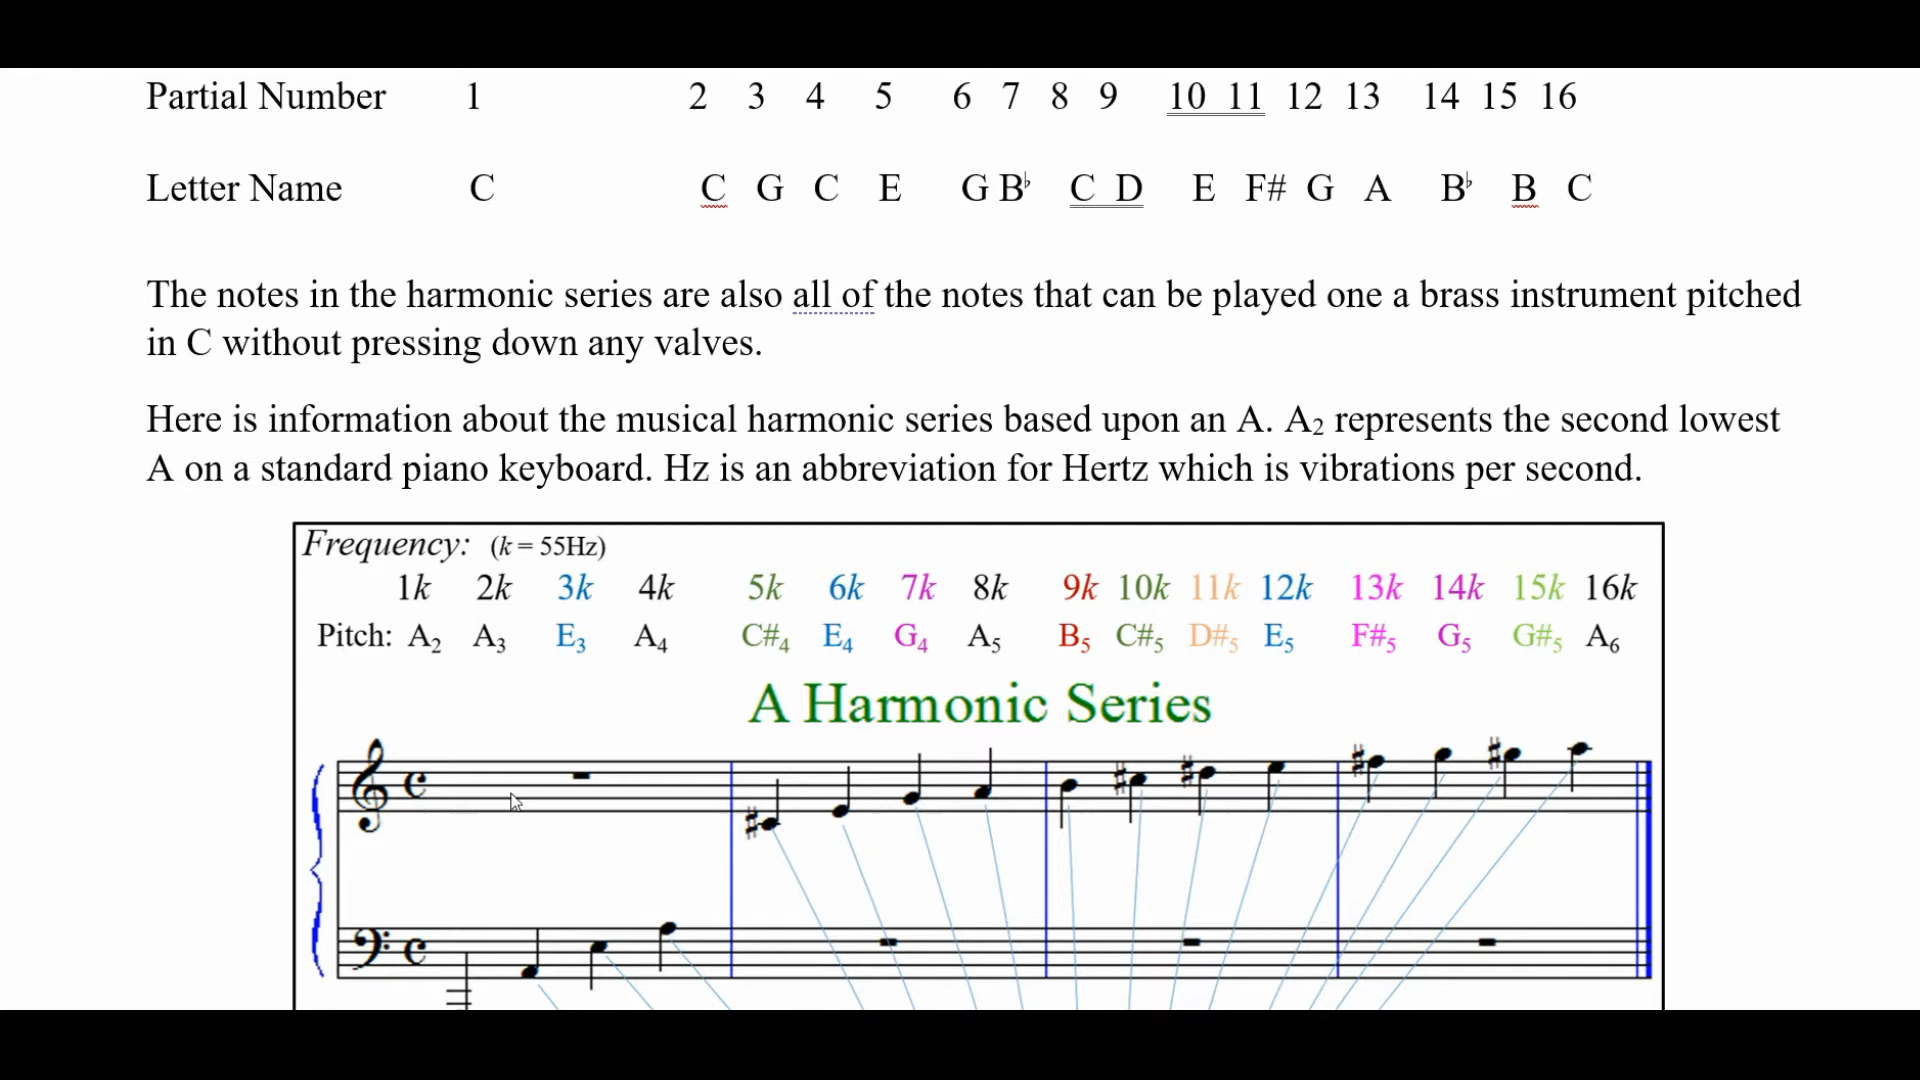 Partial Number 1 2 3 4 5 6 7 8 9 10 11 12 13 14 15 16
Letter Name C C G C E G B♭ C D E F# G A B♭ B C
The notes in the harmonic series are also all of the notes that can be played one a brass instrument pitched
in C without pressing down any valves.
Here is information about the musical harmonic series based upon an A. A₂ represents the second lowest
A on a standard piano keyboard. Hz is an abbreviation for Hertz which is vibrations per second.
Frequency: (k = 55Hz)
1k 2k 3k 4k 5k 6k 7k 8k 9k 10k 11k 12k 13k 14k 15k 16k
Pitch: A₂ A₃ E₃ A₄ C#₄ E₄ G₄ A₅ B₅ C#₅ D#₅ E₅ F#₅ G₅ G#₅ A₆
A Harmonic Series